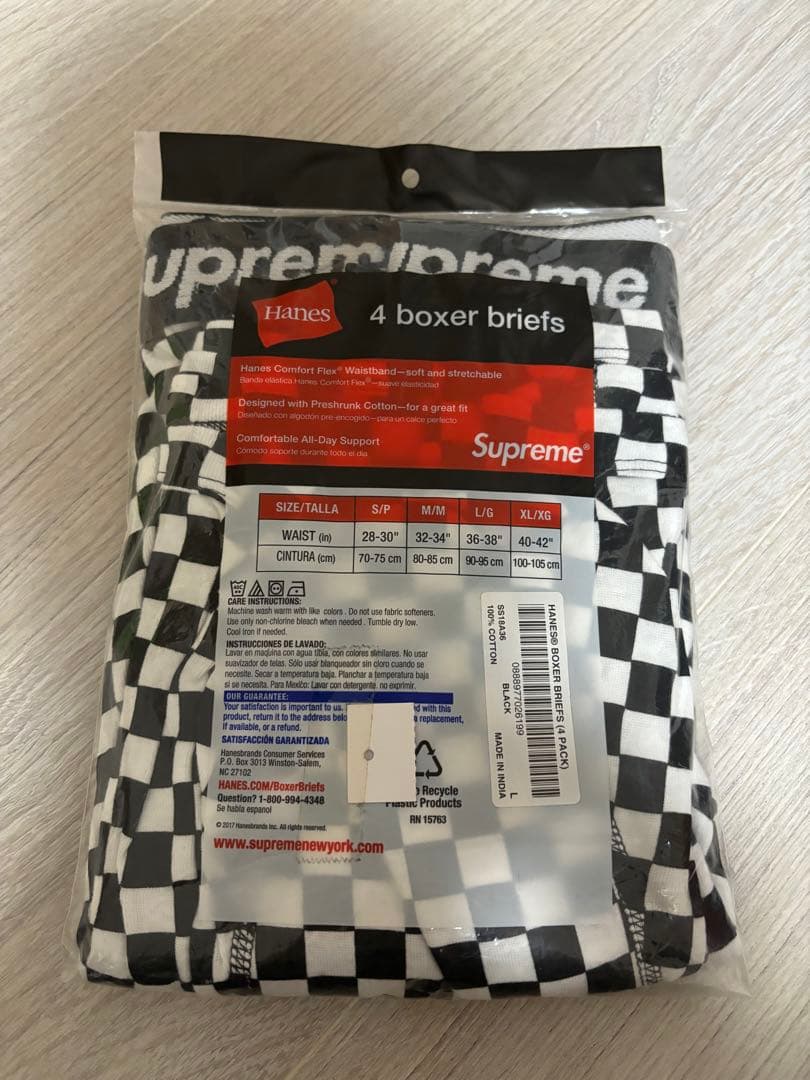 upreme
Supreme
Hanes
4 boxer briefs
Hanes Comfort Flex® Waistband—soft and stretchable
Banda elástica Hanes Comfort Flex®—suave elasticidad
Designed with Preshrunk Cotton—for a great fit
Diseñado con algodón pre-encogido—para un calce perfecto
Comfortable All-Day Support
Cómodo soporte durante todo el día
Supreme®
SIZE/TALLA S/P M/M L/G XL/XG
WAIST (in) 28-30" 32-34" 36-38" 40-42"
CINTURA (cm) 70-75 cm 80-85 cm 90-95 cm 100-105 cm
CARE INSTRUCTIONS:
Machine wash warm with like colors. Do not use fabric softeners.
Use only non-chlorine bleach when needed. Tumble dry low.
Cool iron if needed.
INSTRUCCIONES DE LAVADO:
Lavar en maquina con agua tibia, con colores similares. No usar
suavizador de telas. Sólo usar blanqueador sin cloro cuando se
necesite. Secar a temperatura baja. Planchar a temperatura baja
si se necesita. Para Mexico: Lavar con detergente. no exprimir.
OUR GUARANTEE:
Your satisfaction is important to us. ed with this
product, return it to the address belo a replacement,
if available, or a refund.
SATISFACCIÓN GARANTIZADA
Hanesbrands Consumer Services
P.O. Box 3013 Winston-Salem,
NC 27102
HANES.COM/BoxerBriefs
Question? 1-800-994-4348
Se habla espanol
© 2017 Hanesbrands Inc. All rights reserved.
www.supremenewyork.com
Recycle
Plastic Products
RN 15763
HANES® BOXER BRIEFS (4 PACK)
0888977026199 L
SS18A36 BLACK
100% COTTON MADE IN INDIA